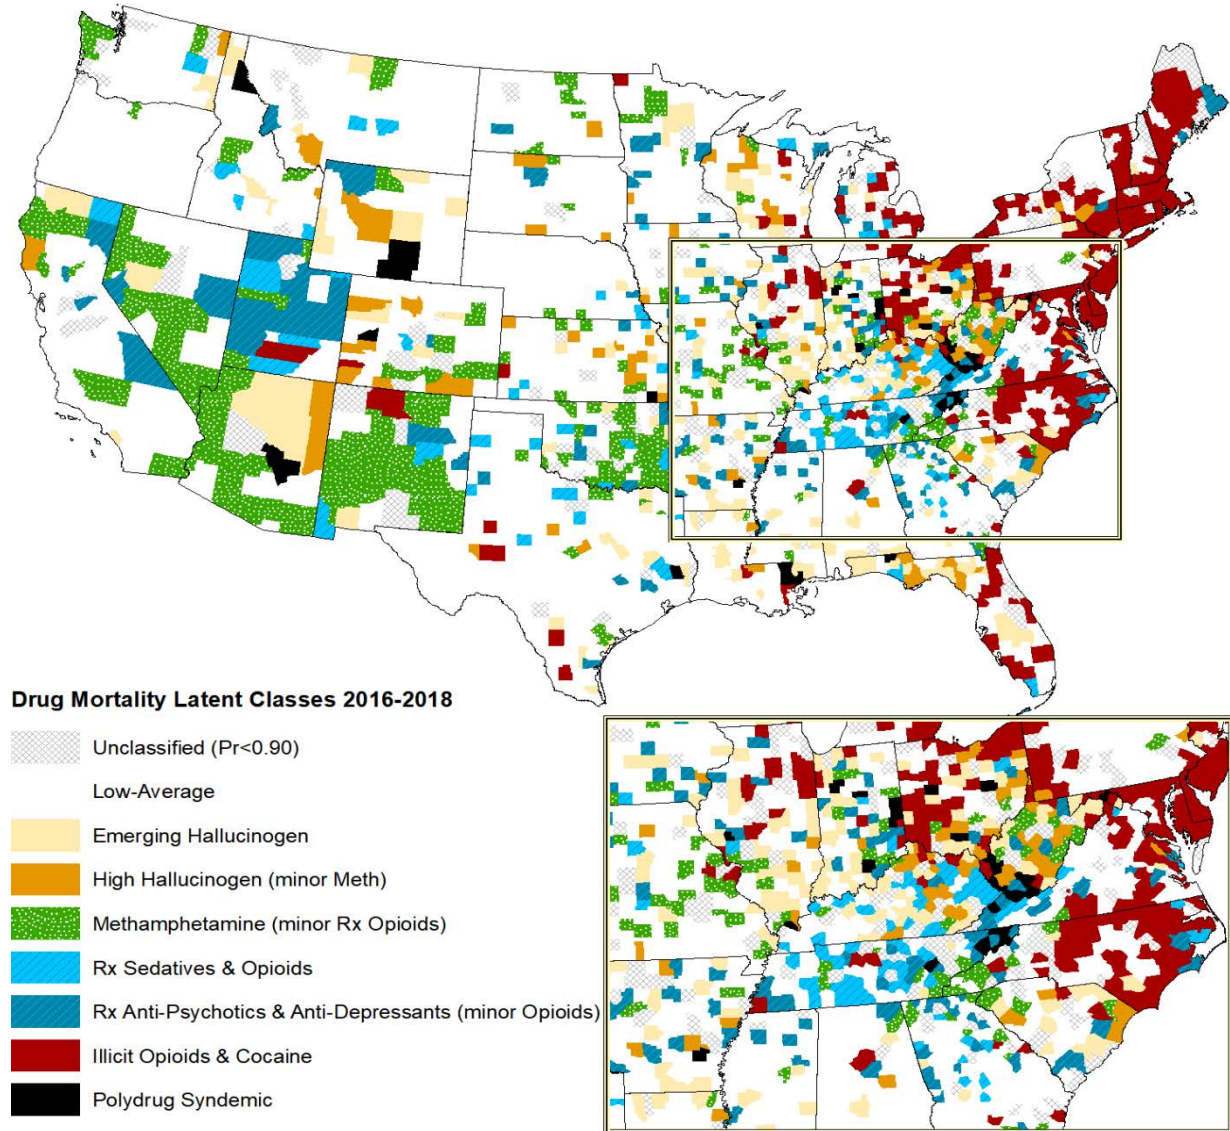 Drug Mortality Latent Classes 2016-2018
Unclassified (Pr<0.90)
Low-Average
Emerging Hallucinogen
High Hallucinogen (minor Meth)
Methamphetamine (minor Rx Opioids)
Rx Sedatives & Opioids
Rx Anti-Psychotics & Anti-Depressants (minor Opioids)
Illicit Opioids & Cocaine
Polydrug Syndemic